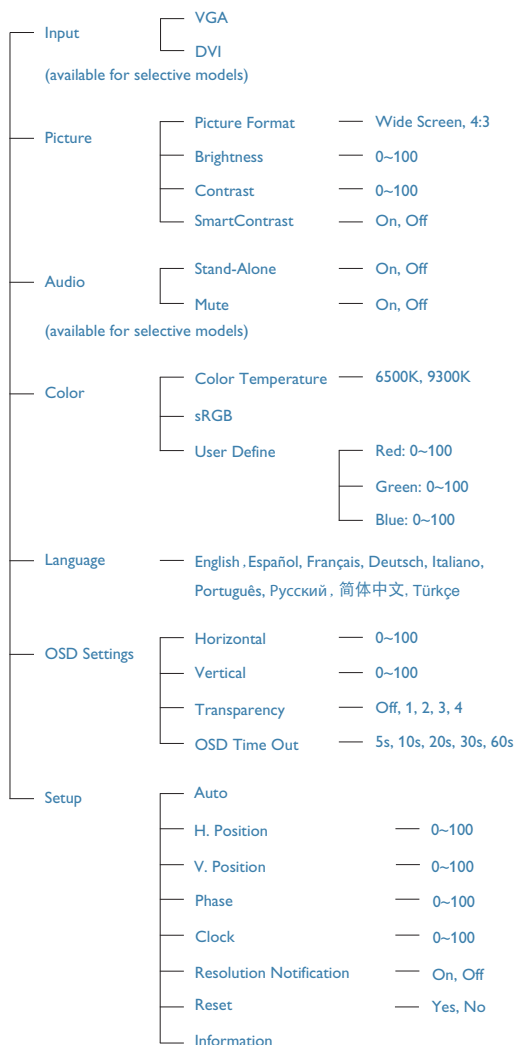 Input
VGA
DVI
(available for selective models)
Picture
Picture Format Wide Screen, 4:3
Brightness 0~100
Contrast 0~100
SmartContrast On, Off
Audio
Stand-Alone On, Off
Mute On, Off
(available for selective models)
Color
Color Temperature 6500K, 9300K
sRGB
User Define Red: 0~100
Green: 0~100
Blue: 0~100
Language English , Español, Français, Deutsch, Italiano,
Português, Русский , 简体中文, Türkçe
OSD Settings
Horizontal 0~100
Vertical 0~100
Transparency Off, 1, 2, 3, 4
OSD Time Out 5s, 10s, 20s, 30s, 60s
Setup
Auto
H. Position 0~100
V. Position 0~100
Phase 0~100
Clock 0~100
Resolution Notification On, Off
Reset Yes, No
Information